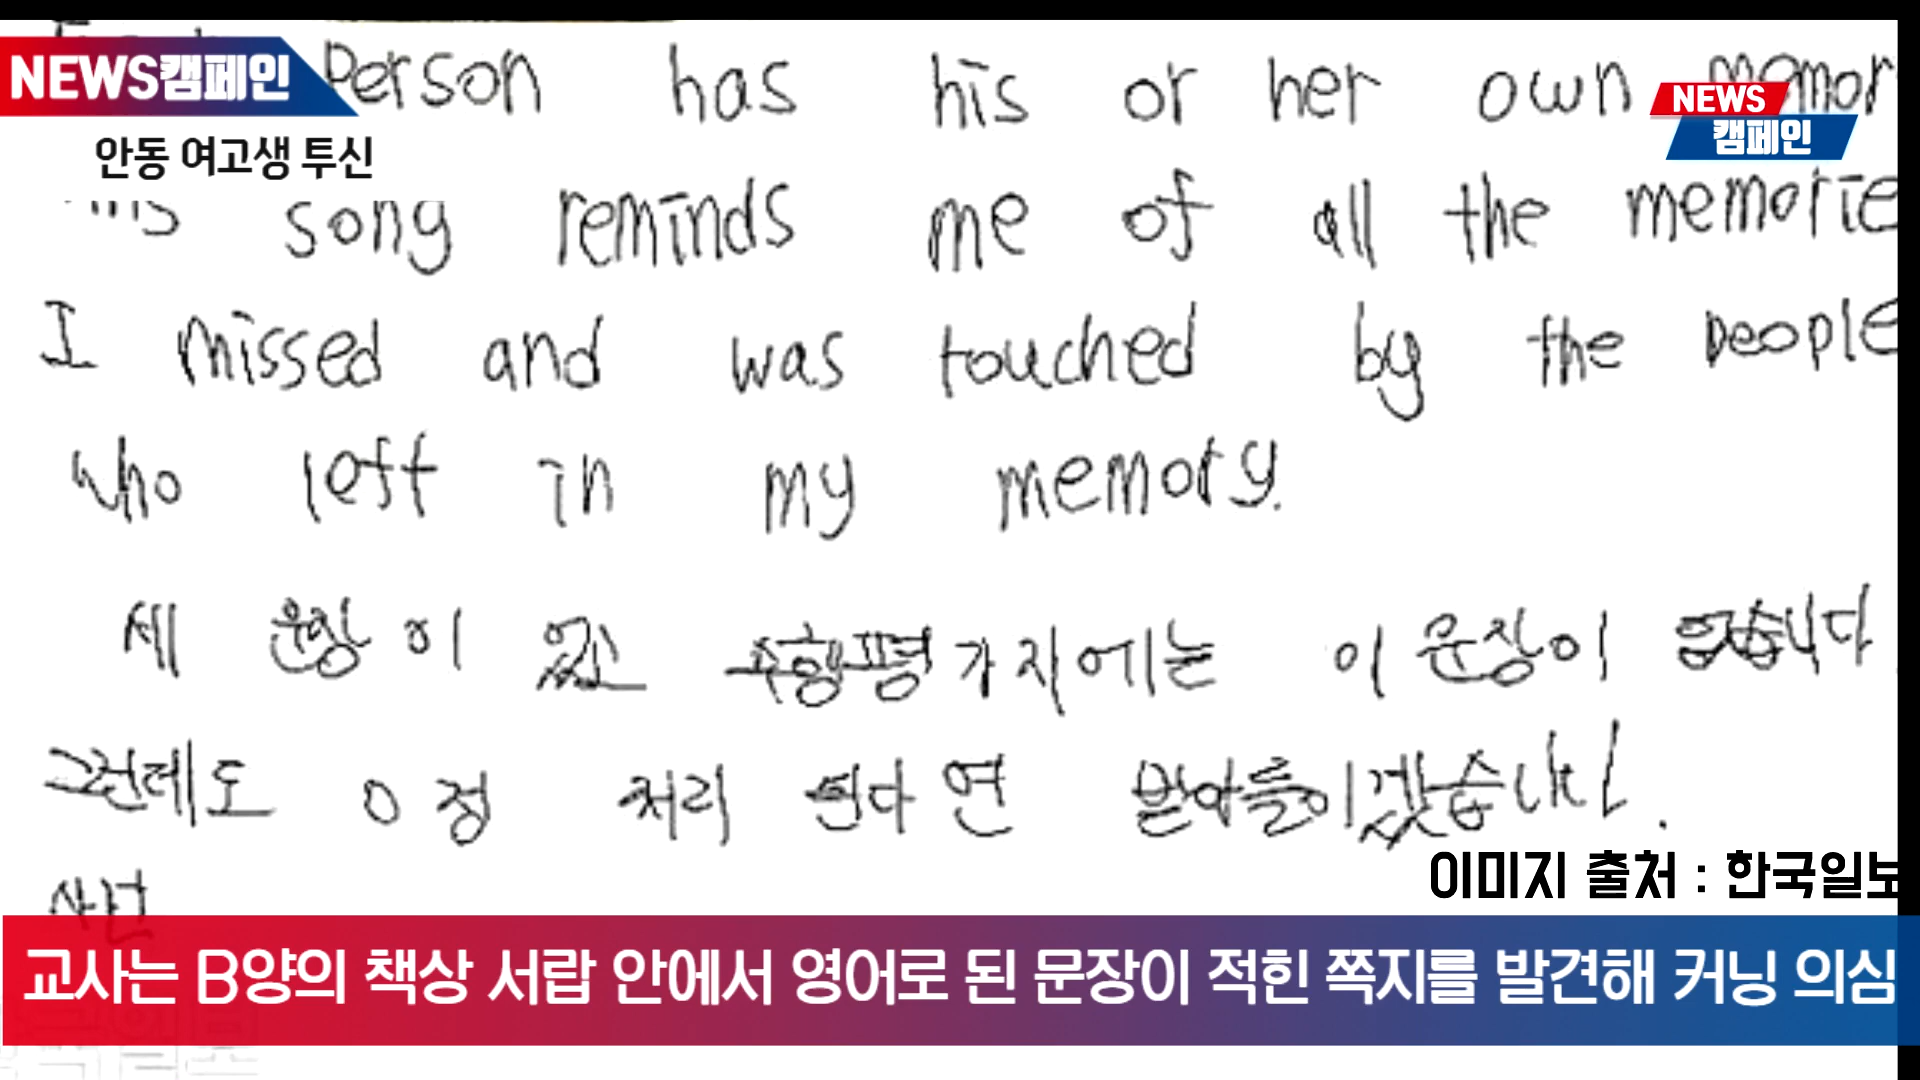 NEWS캠페인
안동 여고생 투신
NEWS
캠페인
Person has his or her own memor
song reminds me of all the memorie
I missed and was touched by the people
who left in my memory.
세 문장이 있고 수행평가지에는 이 문장이 없습니다
그런데도 0점 처리 된다면 받아들이겠습니다.
사건
이미지 출처 : 한국일보
교사는 B양의 책상 서랍 안에서 영어로 된 문장이 적힌 쪽지를 발견해 커닝 의심